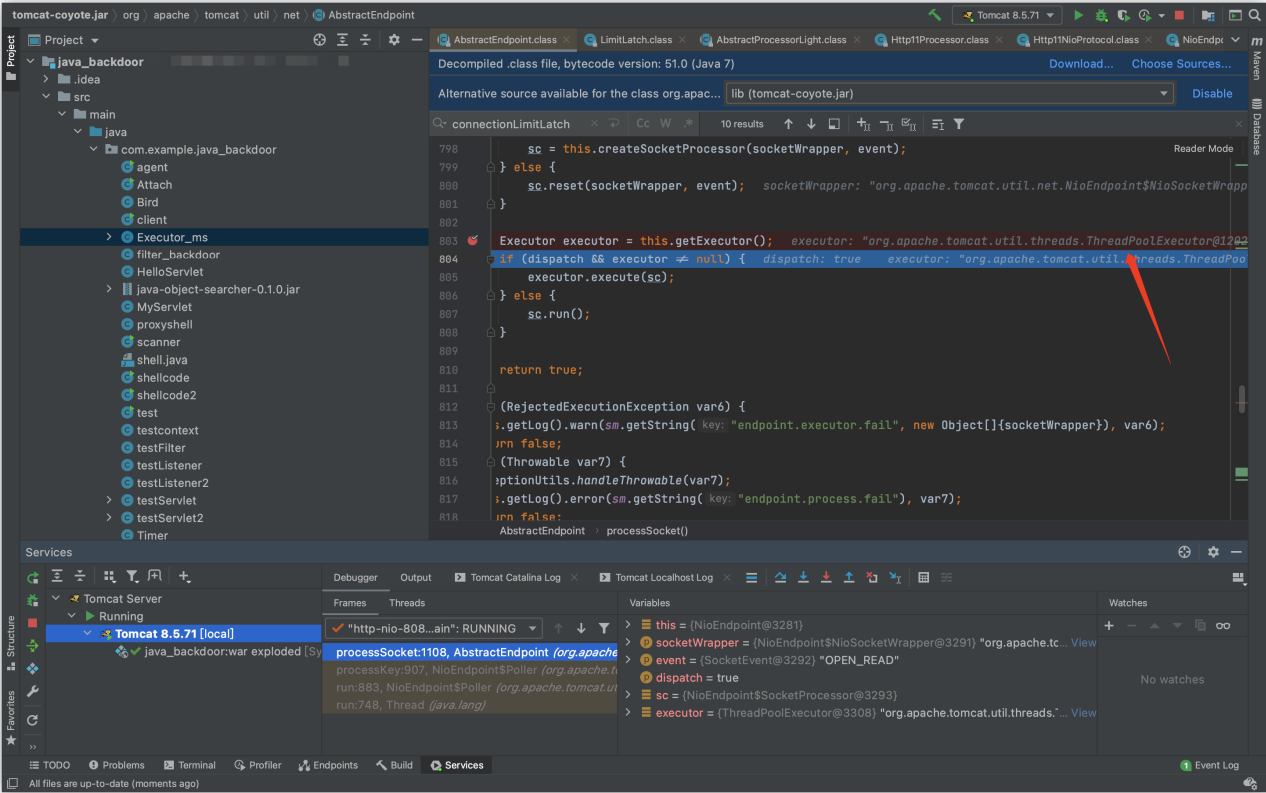 tomcat-coyote.jar org apache tomcat util net AbstractEndpoint
Tomcat 8.5.71
Project
Project
java_backdoor
.idea
src
main
java
com.example.java_backdoor
agent
Attach
Bird
client
Executor_ms
filter_backdoor
HelloServlet
java-object-searcher-0.1.0.jar
MyServlet
proxyshell
scanner
shell.java
shellcode
shellcode2
test
testcontext
testFilter
testListener
testListener2
testServlet
testServlet2
Timer
AbstractEndpoint.class LimitLatch.class AbstractProcessorLight.class Http11Processor.class Http11NioProtocol.class NioEndpo
Decompiled .class file, bytecode version: 51.0 (Java 7) Download... Choose Sources...
Alternative source available for the class org.apac... lib (tomcat-coyote.jar) Disable
connectionLimitLatch Cc W .* 10 results
Reader Mode
798 sc = this.createSocketProcessor(socketWrapper, event);
799 } else {
800 sc.reset(socketWrapper, event); socketWrapper: "org.apache.tomcat.util.net.NioEndpoint$NioSocketWrapp
801 }
802
803 Executor executor = this.getExecutor(); executor: "org.apache.tomcat.util.threads.ThreadPoolExecutor@1202
804 if (dispatch && executor ≠ null) { dispatch: true executor: "org.apache.tomcat.util.threads.ThreadPool
805 executor.execute(sc);
806 } else {
807 sc.run();
808 }
809
810 return true;
811
812 (RejectedExecutionException var6) {
813 s.getLog().warn(sm.getString( key: "endpoint.executor.fail", new Object[]{socketWrapper}), var6);
814 urn false;
815 (Throwable var7) {
816 eptionUtils.handleThrowable(var7);
817 s.getLog().error(sm.getString( key: "endpoint.process.fail"), var7);
818 urn false;
AbstractEndpoint processSocket()
Maven
Database
Services
Tomcat Server
Running
Tomcat 8.5.71 [local]
java_backdoor:war exploded [Sy
Debugger Output Tomcat Catalina Log Tomcat Localhost Log
Frames Threads
"http-nio-808...ain": RUNNING
processSocket:1108, AbstractEndpoint (org.apache
processKey:907, NioEndpoint$Poller (org.apache.to
run:883, NioEndpoint$Poller (org.apache.tomcat.ut
run:748, Thread (java.lang)
Variables
this = {NioEndpoint@3281}
socketWrapper = {NioEndpoint$NioSocketWrapper@3291} "org.apache.tc... View
event = {SocketEvent@3292} "OPEN_READ"
dispatch = true
sc = {NioEndpoint$SocketProcessor@3293}
executor = {ThreadPoolExecutor@3308} "org.apache.tomcat.util.threads.... View
Watches
No watches
Structure
Favorites
TODO Problems Terminal Profiler Endpoints Build Services 1 Event Log
All files are up-to-date (moments ago)